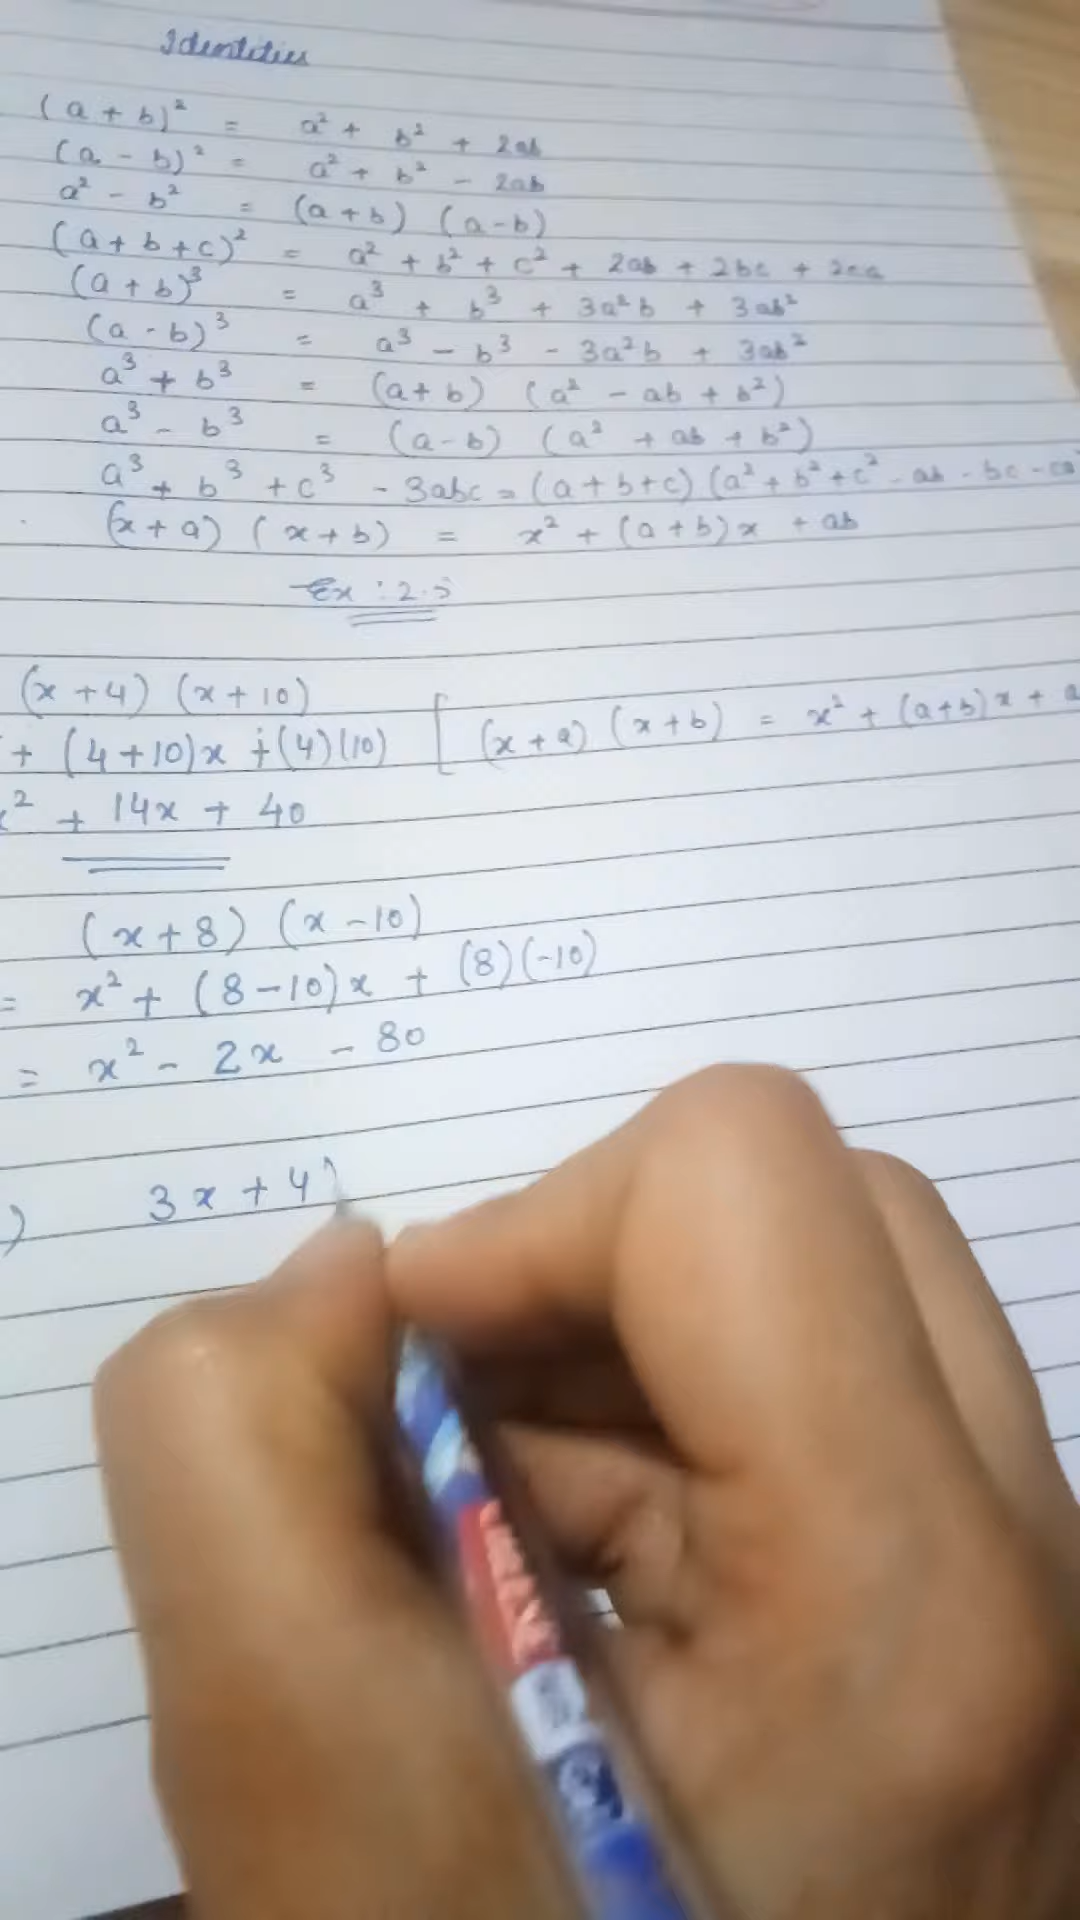 Identities
(a + b)² = a² + b² + 2ab
(a - b)² = a² + b² - 2ab
a² - b² = (a+b) (a-b)
(a + b + c)² = a² + b² + c² + 2ab + 2bc + 2ca
(a + b)³ = a³ + b³ + 3a²b + 3ab²
(a - b)³ = a³ - b³ - 3a²b + 3ab²
a³ + b³ = (a+b) (a² - ab + b²)
a³ - b³ = (a-b) (a² + ab + b²)
a³ + b³ + c³ - 3abc = (a+b+c) (a² + b² + c² - ab - bc - ca
(x + a) (x + b) = x² + (a+b)x + ab
Ex : 2.5
(x + 4) (x + 10)
+ (4+10)x + (4)(10) [ (x + a) (x + b) = x² + (a+b)x + a
x² + 14x + 40
(x + 8) (x - 10)
= x² + (8-10)x + (8)(-10)
= x² - 2x - 80
) 3x + 4)